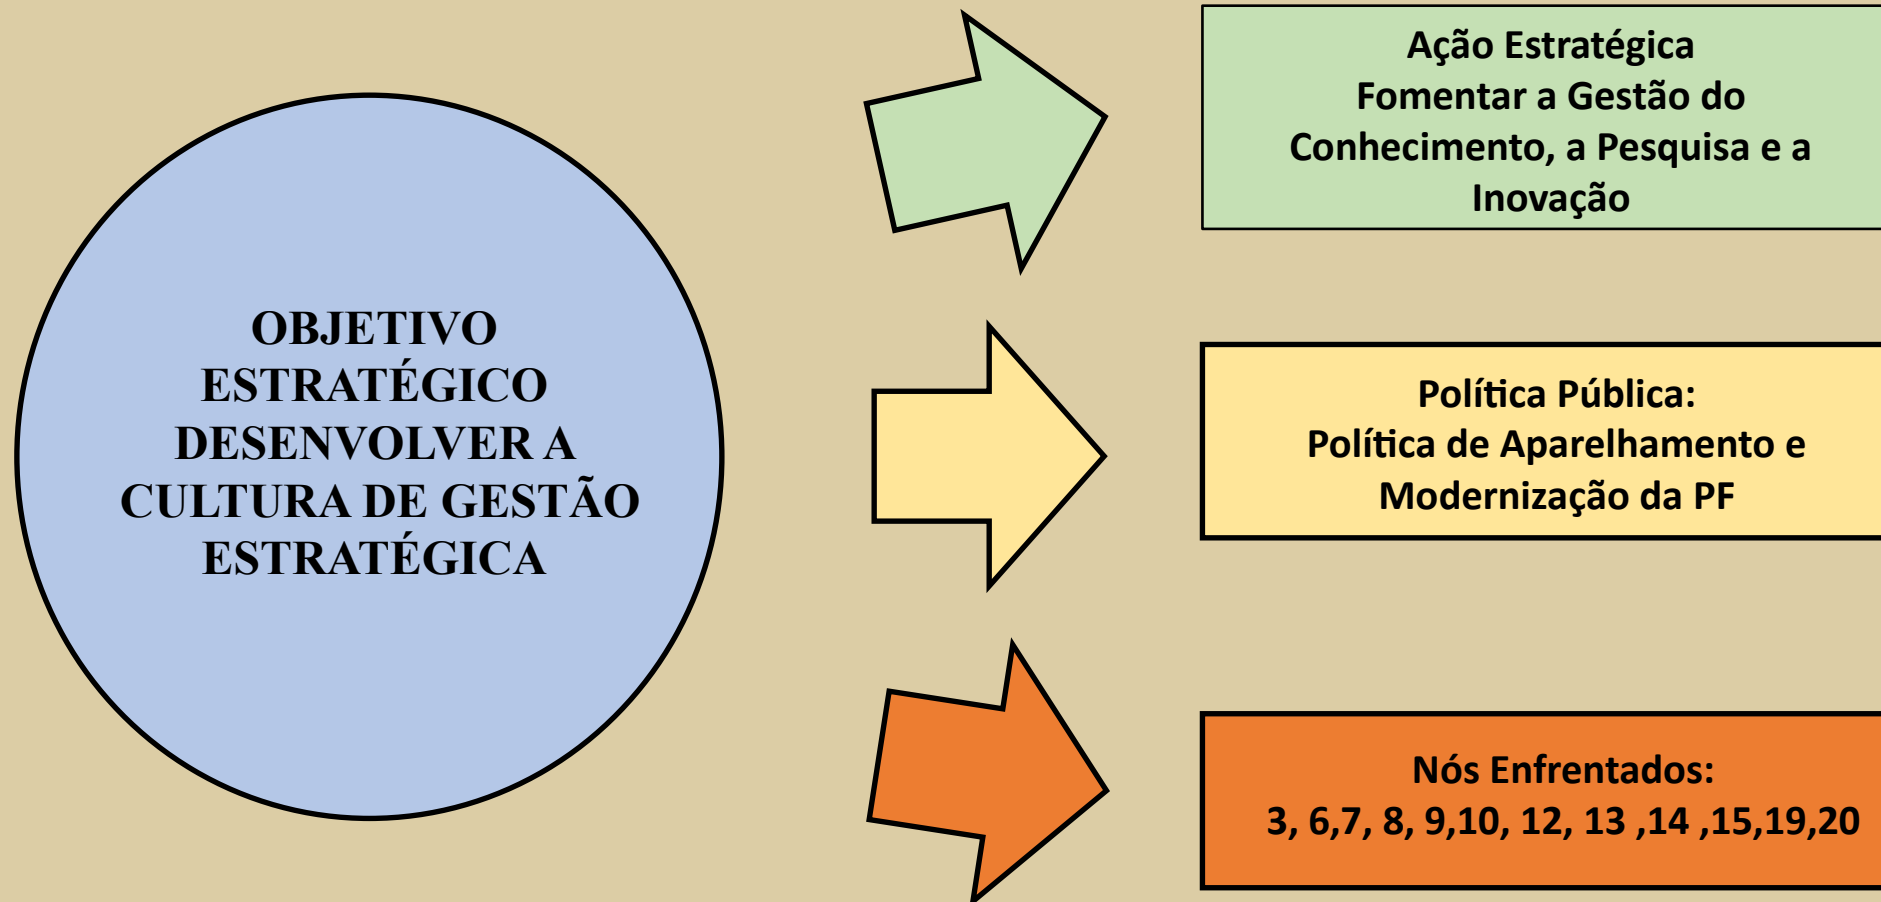 OBJETIVO
ESTRATÉGICO
DESENVOLVER A
CULTURA DE GESTÃO
ESTRATÉGICA
Ação Estratégica
Fomentar a Gestão do
Conhecimento, a Pesquisa e a
Inovação
Política Pública:
Política de Aparelhamento e
Modernização da PF
Nós Enfrentados:
3, 6,7, 8, 9,10, 12, 13 ,14 ,15,19,20